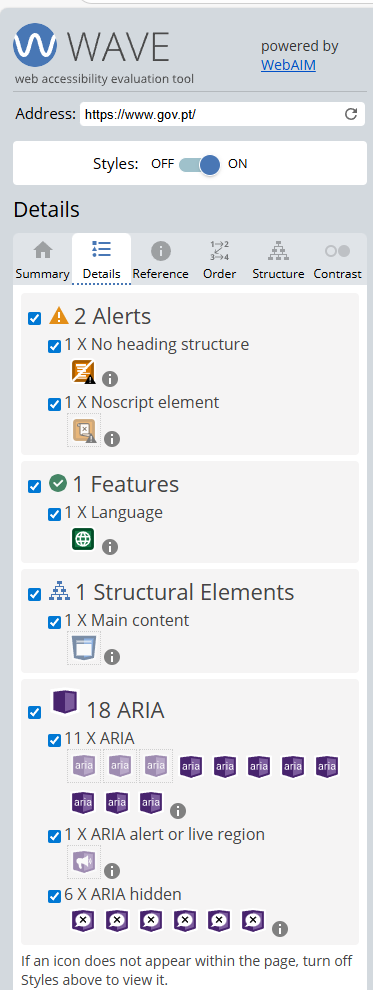 WAVE
web accessibility evaluation tool
powered by
WebAIM
Address: https://www.gov.pt/
Styles: OFF ON
Details
Summary Details Reference Order Structure Contrast
2 Alerts
1 X No heading structure
1 X Noscript element
1 Features
1 X Language
1 Structural Elements
1 X Main content
18 ARIA
11 X ARIA
aria aria aria aria aria aria aria aria
aria aria aria
1 X ARIA alert or live region
6 X ARIA hidden
If an icon does not appear within the page, turn off
Styles above to view it.